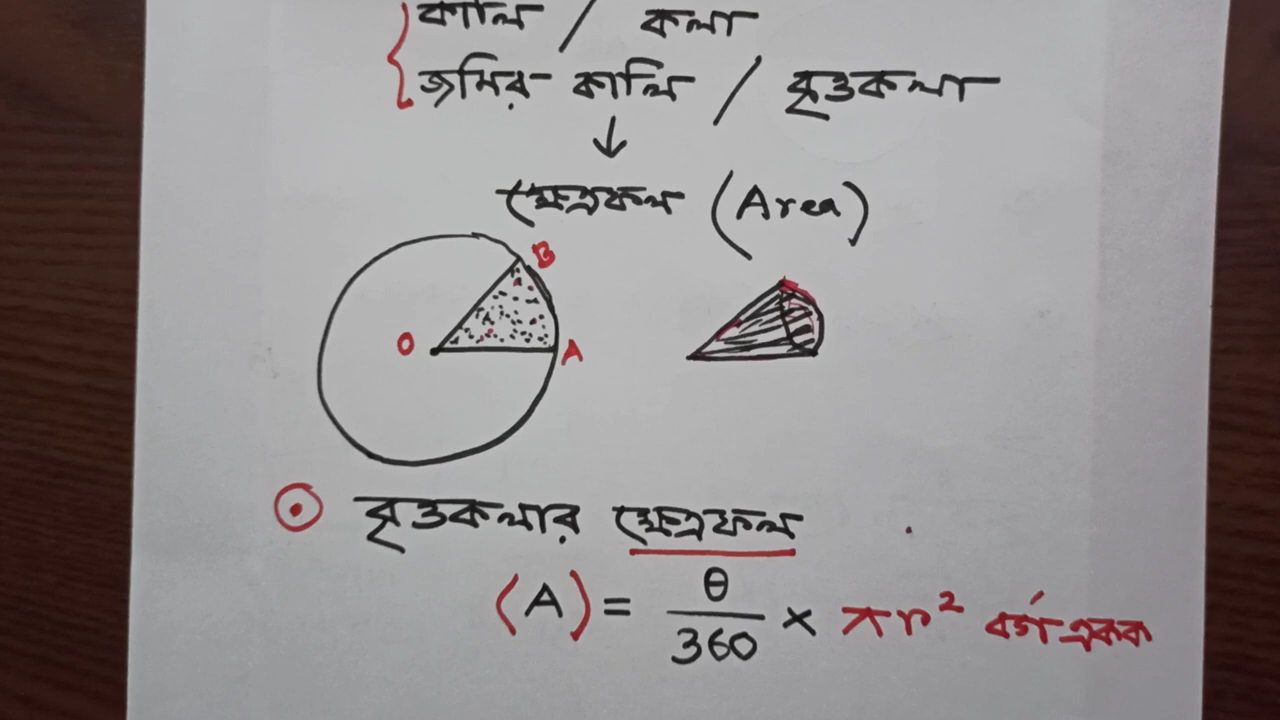 কালি / কলা
জমির কালি / বৃত্তকলা
↓
ক্ষেত্রফল (Area)
B
O
A
বৃত্তকলার ক্ষেত্রফল
(A) = θ/360 × πr² বর্গ একক